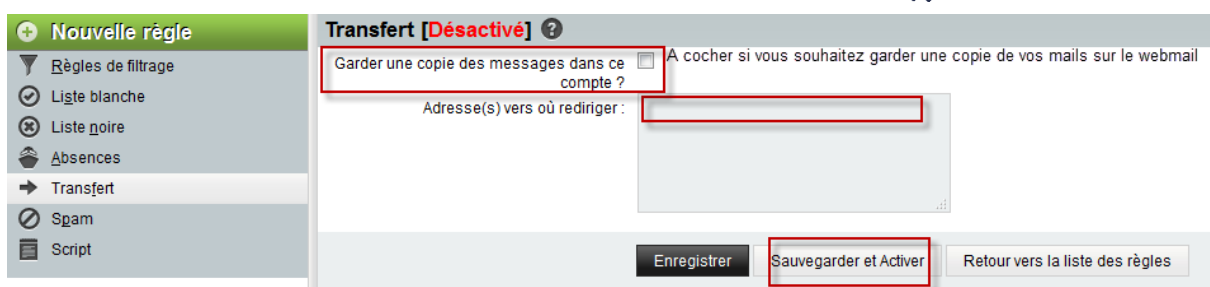 Nouvelle règle
Règles de filtrage
Liste blanche
Liste noire
Absences
Transfert
Spam
Script
Transfert [Désactivé] ?
Garder une copie des messages dans ce
compte ?
A cocher si vous souhaitez garder une copie de vos mails sur le webmail
Adresse(s) vers où rediriger :
Enregistrer
Sauvegarder et Activer
Retour vers la liste des règles